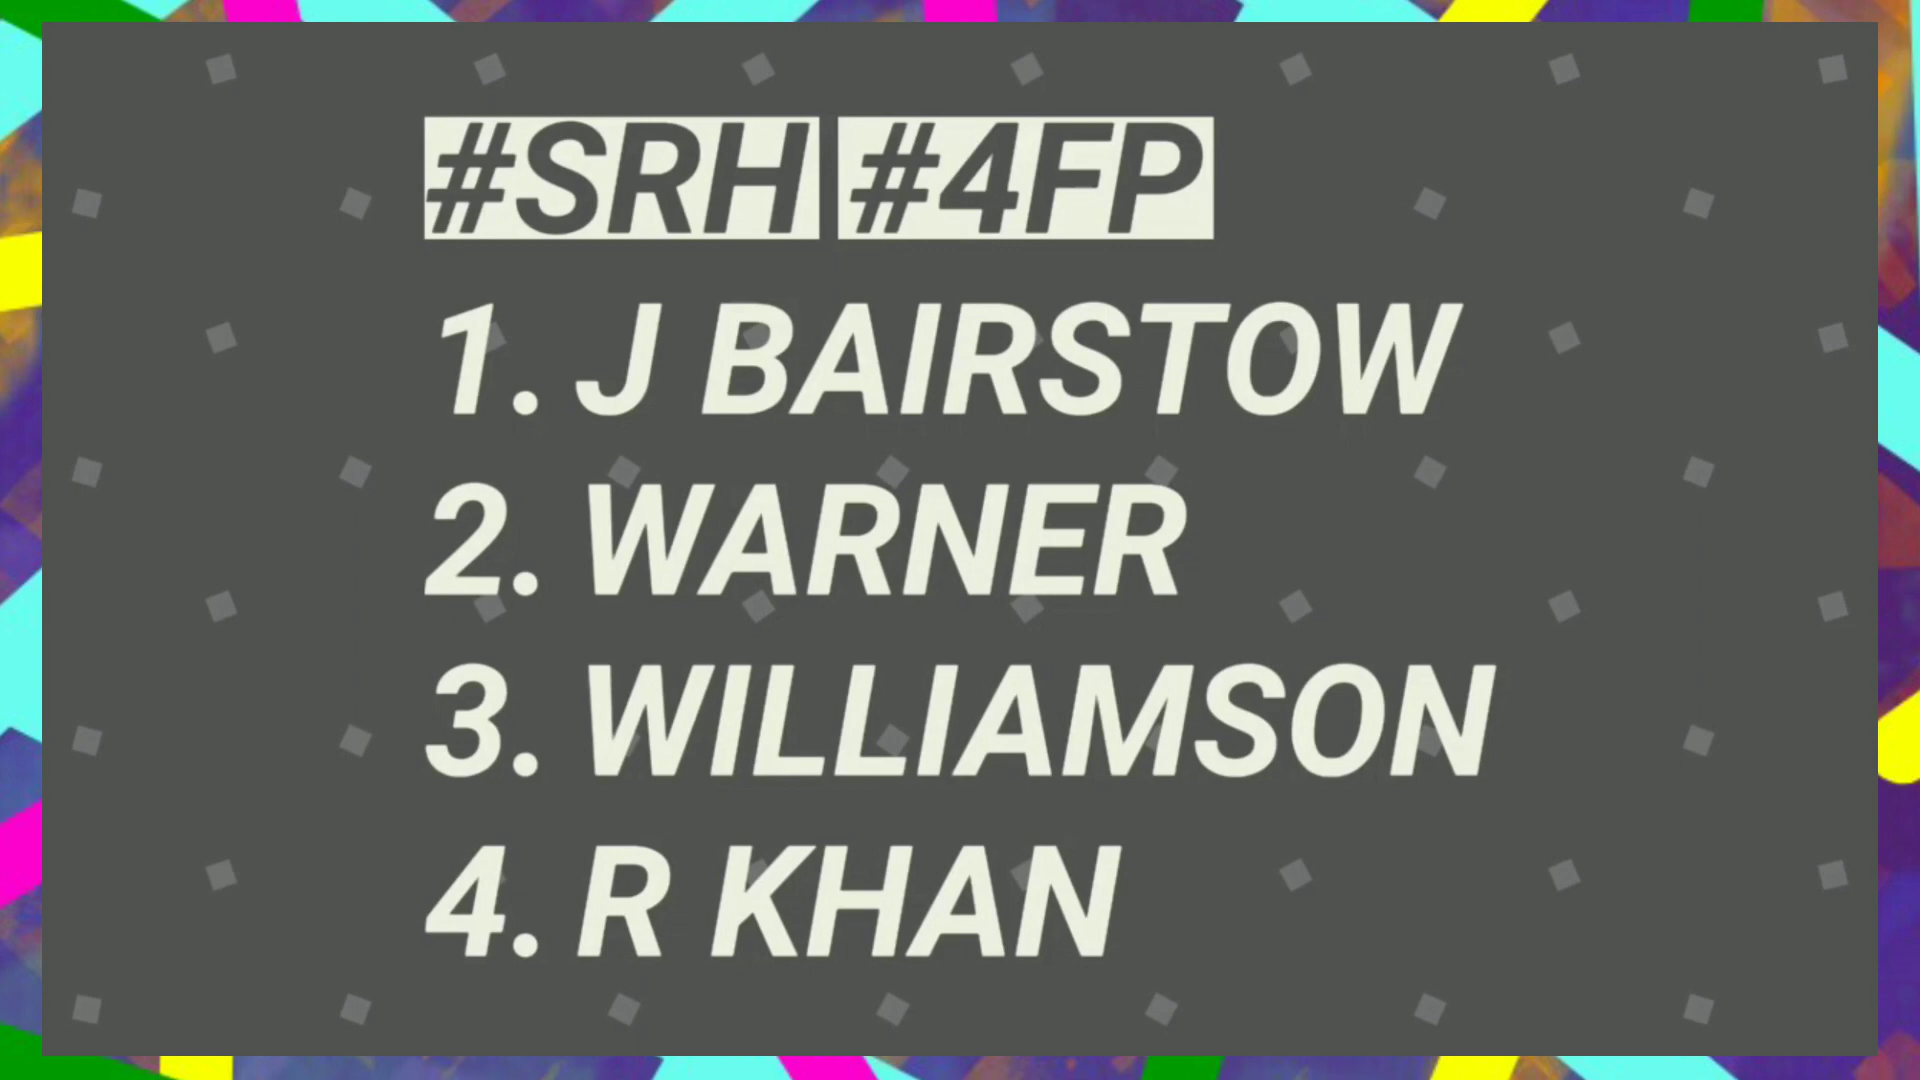 #SRH #4FP
1. J BAIRSTOW
2. WARNER
3. WILLIAMSON
4. R KHAN